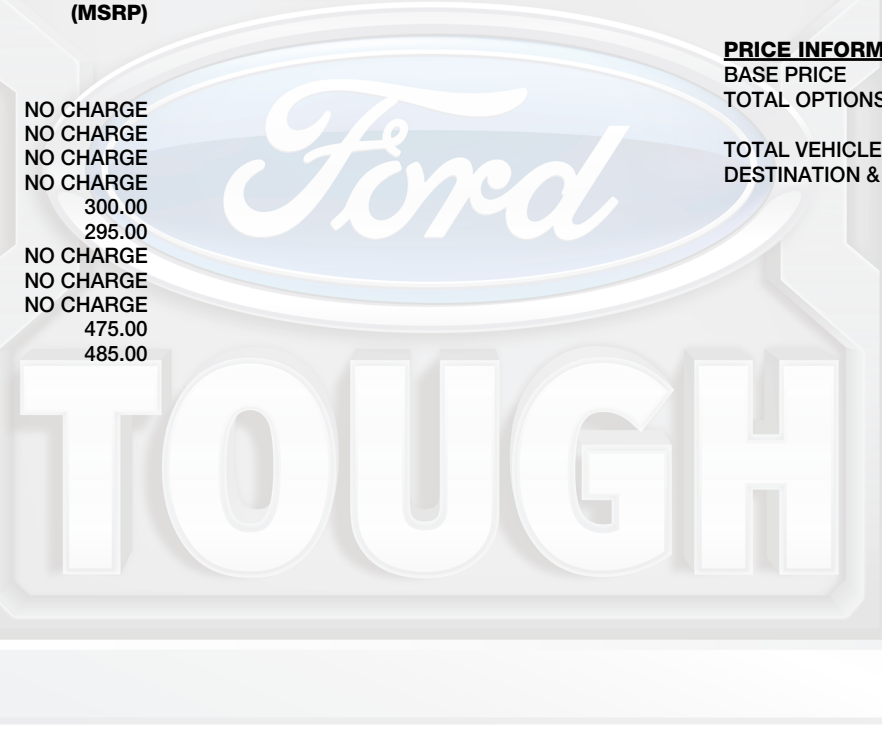 (MSRP)
NO CHARGE
NO CHARGE
NO CHARGE
NO CHARGE
300.00
295.00
NO CHARGE
NO CHARGE
NO CHARGE
475.00
485.00
PRICE INFORM
BASE PRICE
TOTAL OPTIONS
TOTAL VEHICLE
DESTINATION &
Ford
TOUGH